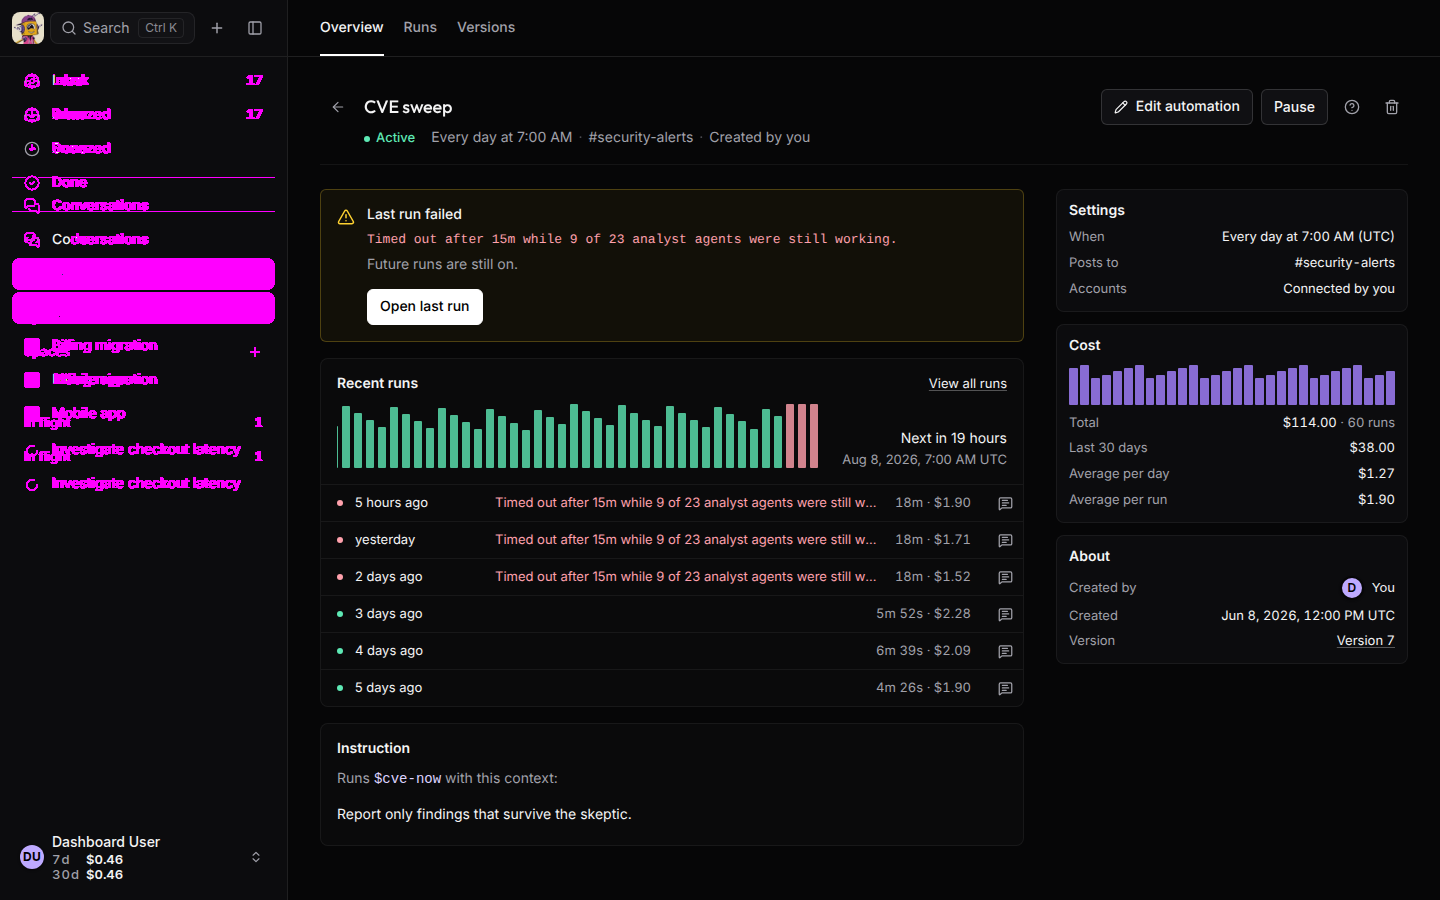 Search Ctrl K
Overview Runs Versions
17
17
Snoozed
Done
Conversations
Conversations
Billing migration
Spaces
Mobile app
In flight 1
Investigate checkout latency
In flight 1
Investigate checkout latency
Dashboard User
DU
7d $0.46
30d $0.46
CVE sweep
Edit automation Pause
Active Every day at 7:00 AM · #security-alerts · Created by you
Last run failed
Timed out after 15m while 9 of 23 analyst agents were still working.
Future runs are still on.
Open last run
Recent runs View all runs
Next in 19 hours
Aug 8, 2026, 7:00 AM UTC
5 hours ago Timed out after 15m while 9 of 23 analyst agents were still w... 18m · $1.90
yesterday Timed out after 15m while 9 of 23 analyst agents were still w... 18m · $1.71
2 days ago Timed out after 15m while 9 of 23 analyst agents were still w... 18m · $1.52
3 days ago 5m 52s · $2.28
4 days ago 6m 39s · $2.09
5 days ago 4m 26s · $1.90
Instruction
Runs $cve-now with this context:
Report only findings that survive the skeptic.
Settings
When Every day at 7:00 AM (UTC)
Posts to #security-alerts
Accounts Connected by you
Cost
Total $114.00 · 60 runs
Last 30 days $38.00
Average per day $1.27
Average per run $1.90
About
Created by D You
Created Jun 8, 2026, 12:00 PM UTC
Version Version 7